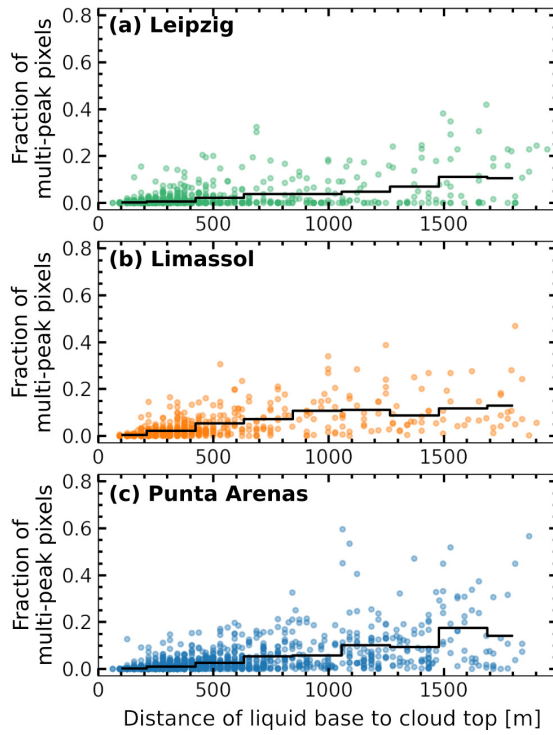 (a) Leipzig
Fraction of
multi-peak pixels
0.8
0.6
0.4
0.2
0.0
0 500 1000 1500
(b) Limassol
Fraction of
multi-peak pixels
0.8
0.6
0.4
0.2
0.0
0 500 1000 1500
(c) Punta Arenas
Fraction of
multi-peak pixels
0.8
0.6
0.4
0.2
0.0
0 500 1000 1500
Distance of liquid base to cloud top [m]